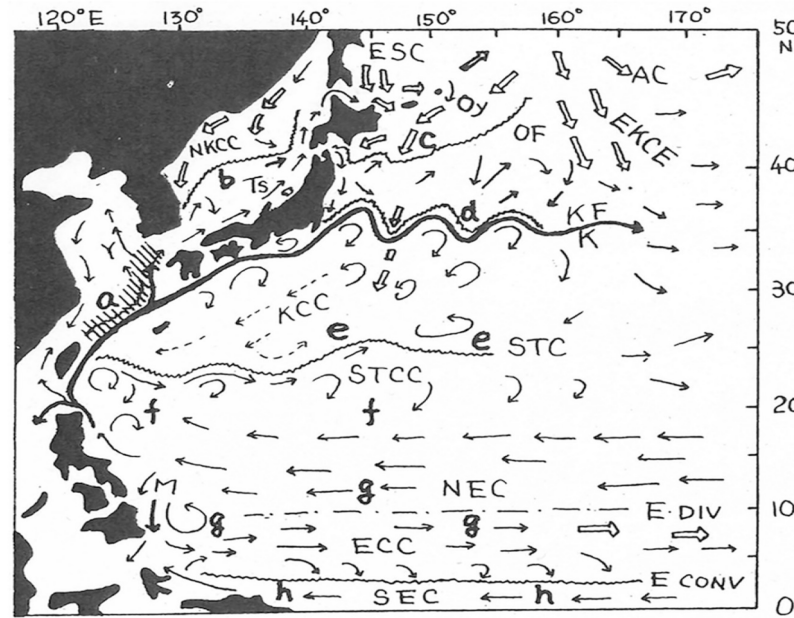 120°E 130° 140° 150° 160° 170°
50
N
ESC
AC
Oy
OF
NKCC
c
EKCE
40
b Ts
d
KF
K
Y
a
30
KCC
e e
STC
STCC
f f
20
M
g
NEC
g g
10
E·DIV
ECC
E CONV
h SEC h
0